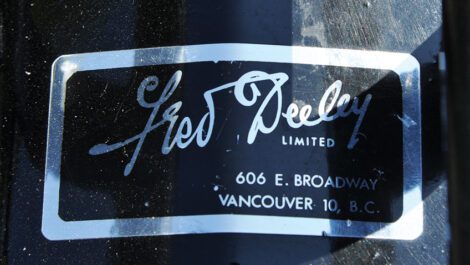 Fred Deeley
LIMITED
606 E. BROADWAY
VANCOUVER 10, B.C.